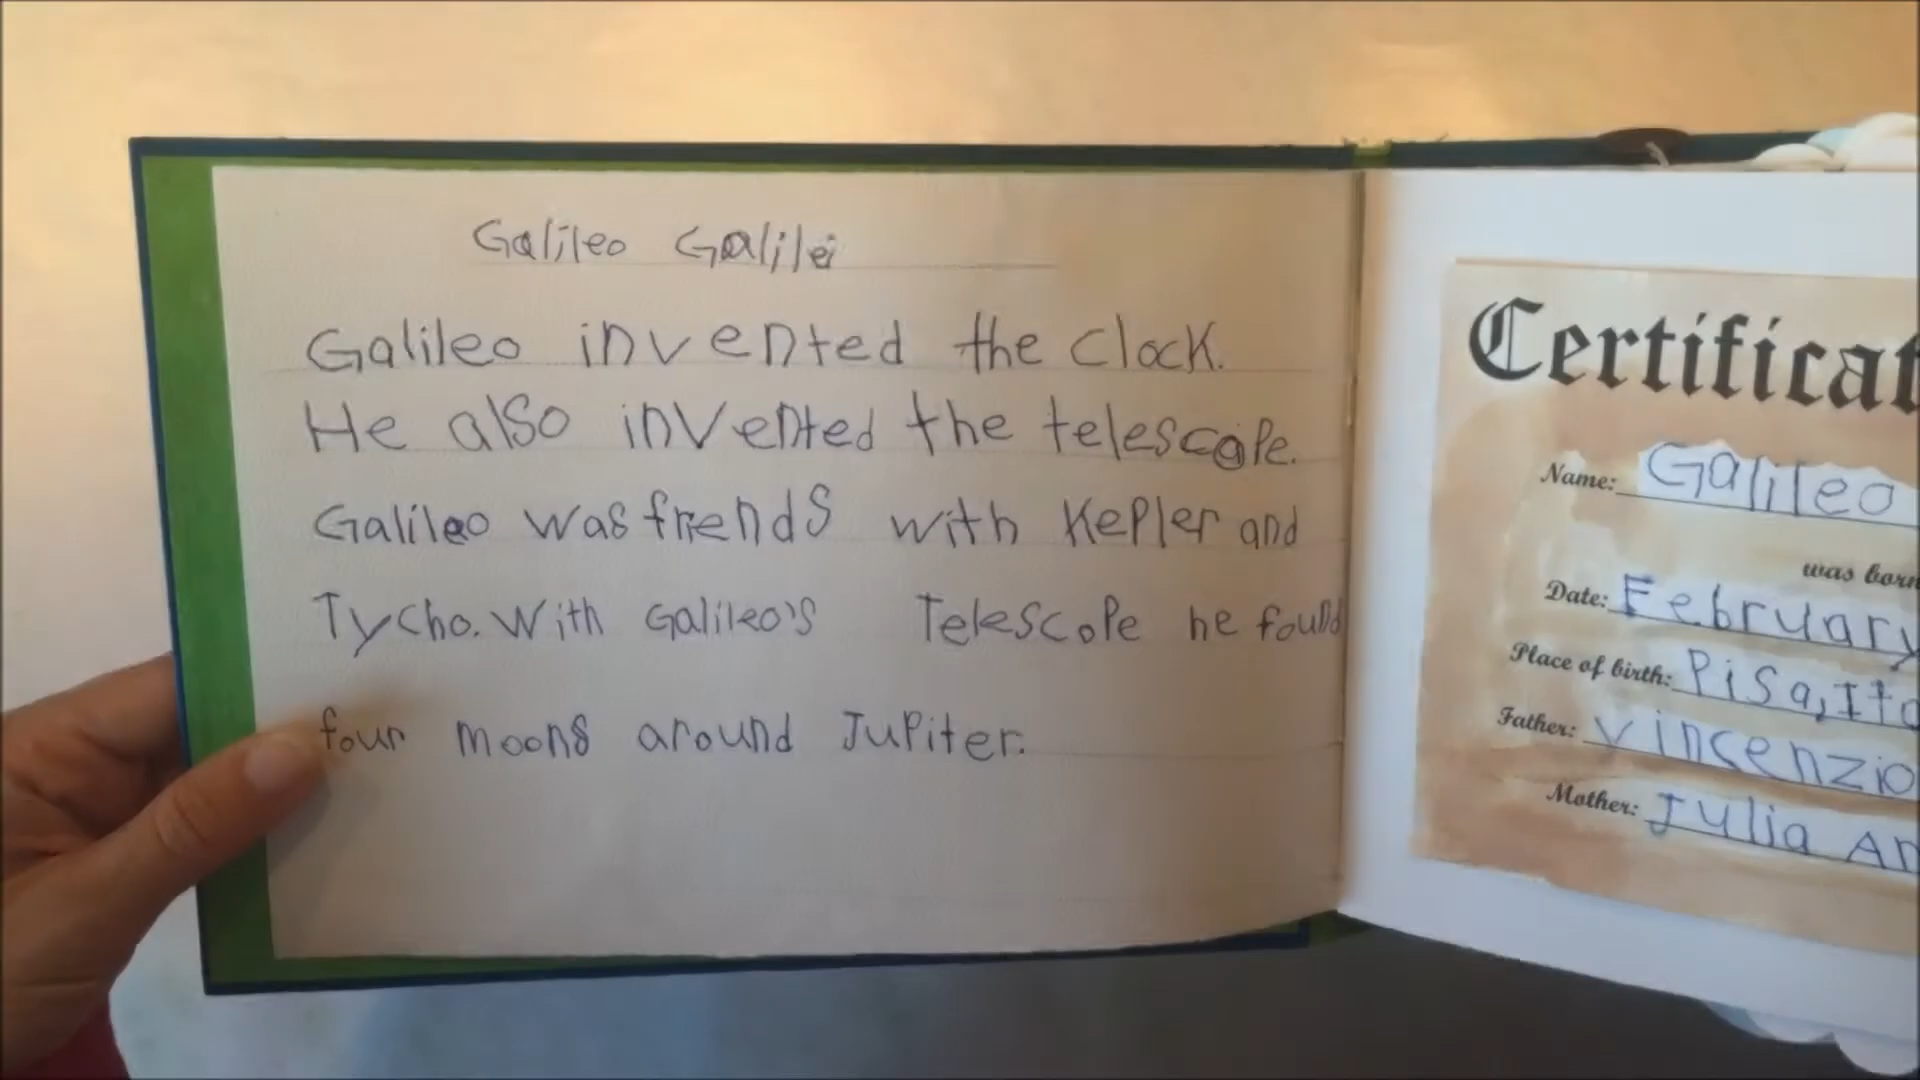 Galileo Galilei
Galileo invented the clock.
He also invented the telescope.
Galileo was friends with Kepler and
Tycho. With Galileo's Telescope he found
four moons around Jupiter.
Certificat
Name: Galileo
was born
Date: February
Place of birth: Pisa, Ita
Father: Vincenzio
Mother: Julia Am